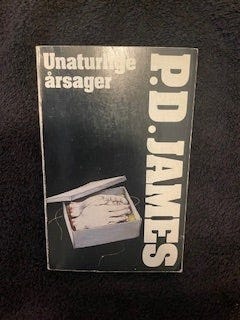 Unaturlige
årsager
P.D. JAMES